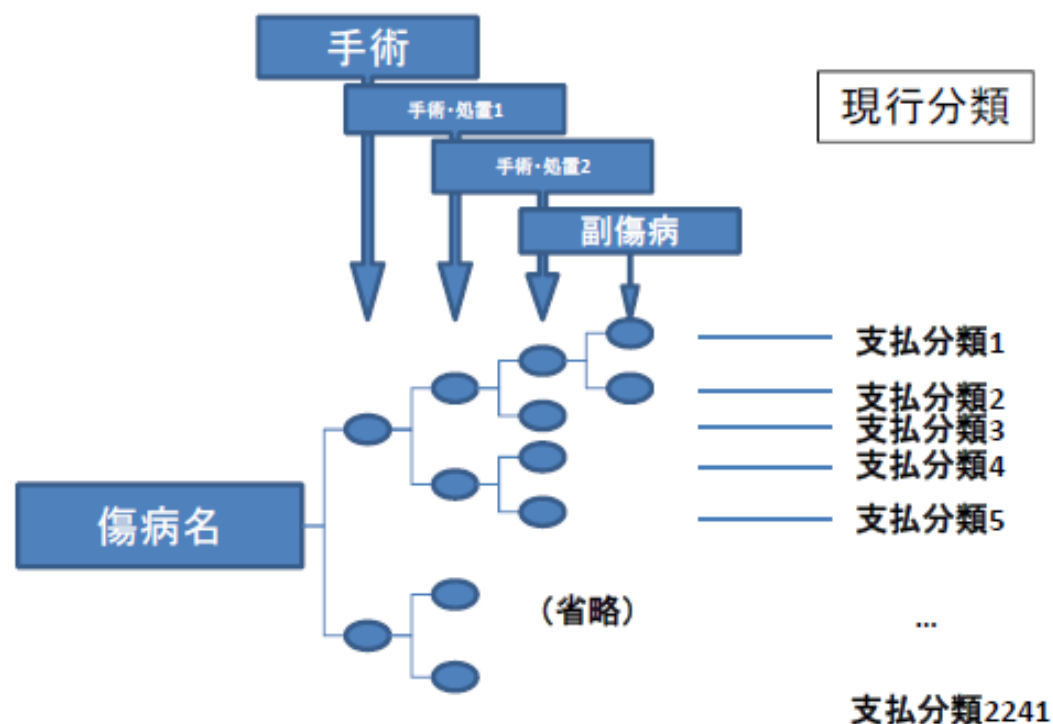 手術
手術・処置1
現行分類
手術・処置2
副傷病
支払分類1
支払分類2
支払分類3
支払分類4
傷病名
支払分類5
（省略）
…
支払分類2241